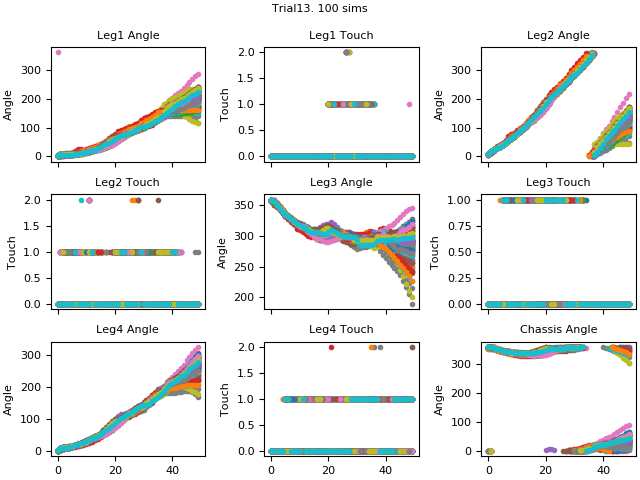 Trial13. 100 sims
Leg1 Angle
Leg1 Touch
Leg2 Angle
Angle
300
200
100
0
Touch
2.0
1.5
1.0
0.5
0.0
Angle
300
200
100
0
Leg2 Touch
Leg3 Angle
Leg3 Touch
Touch
2.0
1.5
1.0
0.5
0.0
Angle
350
300
250
200
Touch
1.00
0.75
0.50
0.25
0.00
Leg4 Angle
Leg4 Touch
Chassis Angle
Angle
300
200
100
0
0 20 40
Touch
2.0
1.5
1.0
0.5
0.0
0 20 40
Angle
300
200
100
0
0 20 40